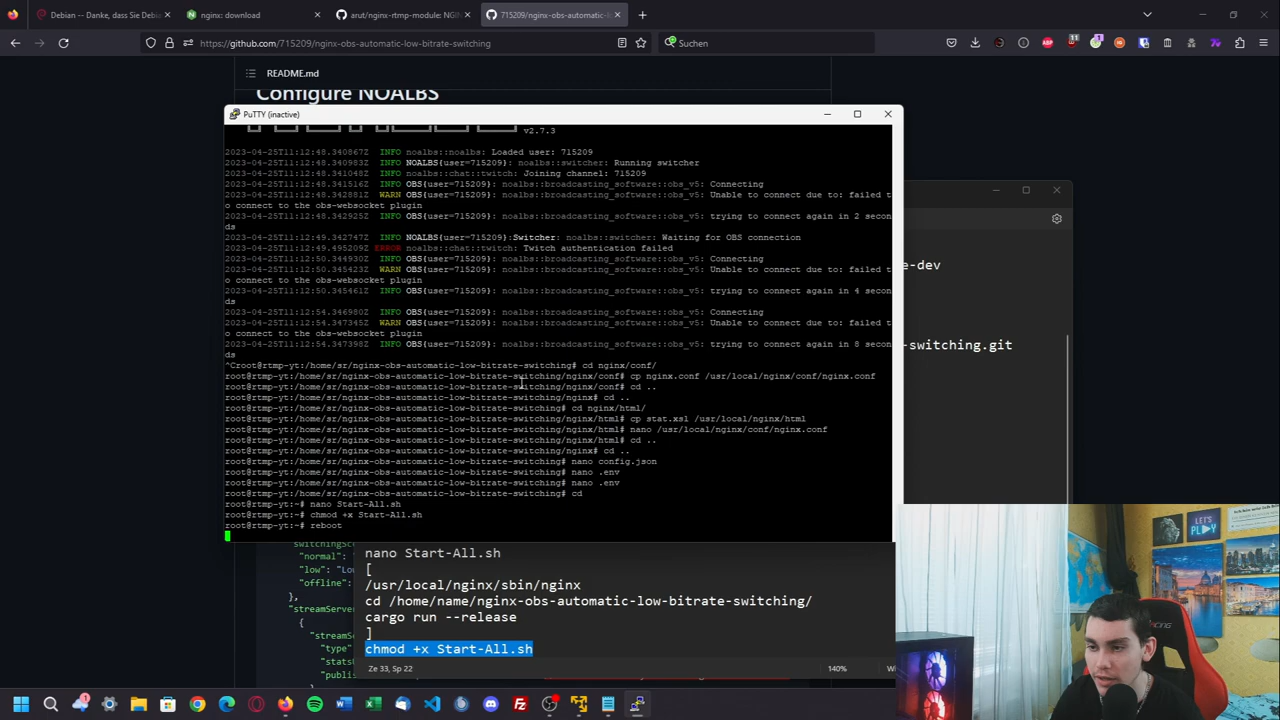 Debian -- Danke, dass Sie Debi
nginx: download
arut/nginx-rtmp-module: NGI
715209/nginx-obs-automatic-l
https://github.com/715209/nginx-obs-automatic-low-bitrate-switching
Suchen
README.md
Configure NOALBS
PuTTY (inactive)
v2.7.3
2023-04-25T11:12:48.340867Z INFO noalbs::noalbs: Loaded user: 715209
2023-04-25T11:12:48.340983Z INFO NOALBS{user=715209}: noalbs::switcher: Running switcher
2023-04-25T11:12:48.341048Z INFO noalbs::chat::twitch: Joining channel: 715209
2023-04-25T11:12:48.341516Z INFO OBS{user=715209}: noalbs::broadcasting_software::obs_v5: Connecting
2023-04-25T11:12:48.342881Z WARN OBS{user=715209}: noalbs::broadcasting_software::obs_v5: Unable to connect due to: failed t
o connect to the obs-websocket plugin
2023-04-25T11:12:48.342925Z INFO OBS{user=715209}: noalbs::broadcasting_software::obs_v5: trying to connect again in 2 secon
ds
2023-04-25T11:12:49.342747Z INFO NOALBS{user=715209}:Switcher: noalbs::switcher: Waiting for OBS connection
2023-04-25T11:12:49.495209Z ERROR noalbs::chat::twitch: Twitch authentication failed
2023-04-25T11:12:50.344930Z INFO OBS{user=715209}: noalbs::broadcasting_software::obs_v5: Connecting
2023-04-25T11:12:50.345423Z WARN OBS{user=715209}: noalbs::broadcasting_software::obs_v5: Unable to connect due to: failed t
o connect to the obs-websocket plugin
2023-04-25T11:12:50.345461Z INFO OBS{user=715209}: noalbs::broadcasting_software::obs_v5: trying to connect again in 4 secon
ds
2023-04-25T11:12:54.346980Z INFO OBS{user=715209}: noalbs::broadcasting_software::obs_v5: Connecting
2023-04-25T11:12:54.347345Z WARN OBS{user=715209}: noalbs::broadcasting_software::obs_v5: Unable to connect due to: failed t
o connect to the obs-websocket plugin
2023-04-25T11:12:54.347398Z INFO OBS{user=715209}: noalbs::broadcasting_software::obs_v5: trying to connect again in 8 secon
ds
^Croot@rtmp-yt:/home/sr/nginx-obs-automatic-low-bitrate-switching# cd nginx/conf/
root@rtmp-yt:/home/sr/nginx-obs-automatic-low-bitrate-switching/nginx/conf# cp nginx.conf /usr/local/nginx/conf/nginx.conf
root@rtmp-yt:/home/sr/nginx-obs-automatic-low-bitrate-switching/nginx/conf# cd ..
root@rtmp-yt:/home/sr/nginx-obs-automatic-low-bitrate-switching/nginx# cd ..
root@rtmp-yt:/home/sr/nginx-obs-automatic-low-bitrate-switching# cd nginx/html/
root@rtmp-yt:/home/sr/nginx-obs-automatic-low-bitrate-switching/nginx/html# cp stat.xsl /usr/local/nginx/html
root@rtmp-yt:/home/sr/nginx-obs-automatic-low-bitrate-switching/nginx/html# nano /usr/local/nginx/conf/nginx.conf
root@rtmp-yt:/home/sr/nginx-obs-automatic-low-bitrate-switching/nginx/html# cd ..
root@rtmp-yt:/home/sr/nginx-obs-automatic-low-bitrate-switching/nginx# cd ..
root@rtmp-yt:/home/sr/nginx-obs-automatic-low-bitrate-switching# nano config.json
root@rtmp-yt:/home/sr/nginx-obs-automatic-low-bitrate-switching# nano .env
root@rtmp-yt:/home/sr/nginx-obs-automatic-low-bitrate-switching# nano .env
root@rtmp-yt:/home/sr/nginx-obs-automatic-low-bitrate-switching# cd
root@rtmp-yt:~# nano Start-All.sh
root@rtmp-yt:~# chmod +x Start-All.sh
root@rtmp-yt:~# reboot
e-dev
-switching.git
"normal":
"low": "Lo
"offline":
},
"streamServe
{
"streamS
"type"
"stats
"publi
nano Start-All.sh
[
/usr/local/nginx/sbin/nginx
cd /home/name/nginx-obs-automatic-low-bitrate-switching/
cargo run --release
]
chmod +x Start-All.sh
Ze 33, Sp 22
140%
Wi
LET'S
PLAY